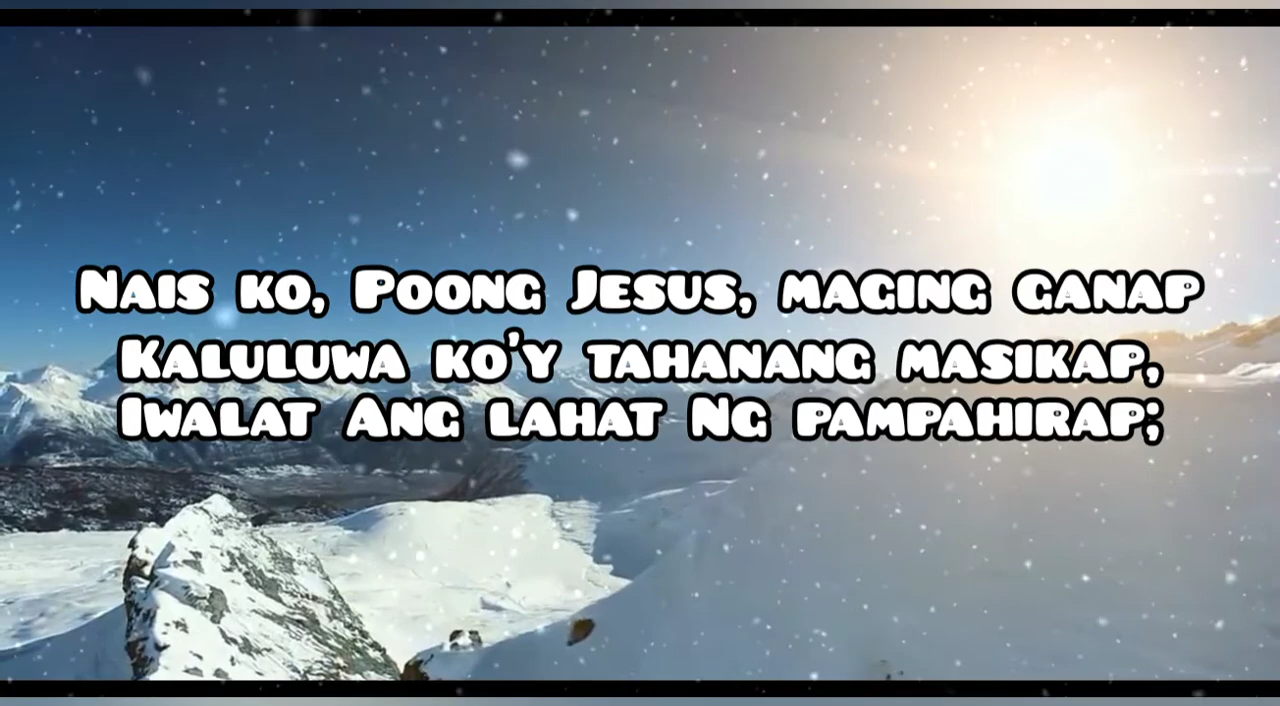 Nais ko, Poong Jesus, maging ganap
Kaluluwa ko'y tahanang masikap,
Iwalat Ang lahat Ng pampahirap;